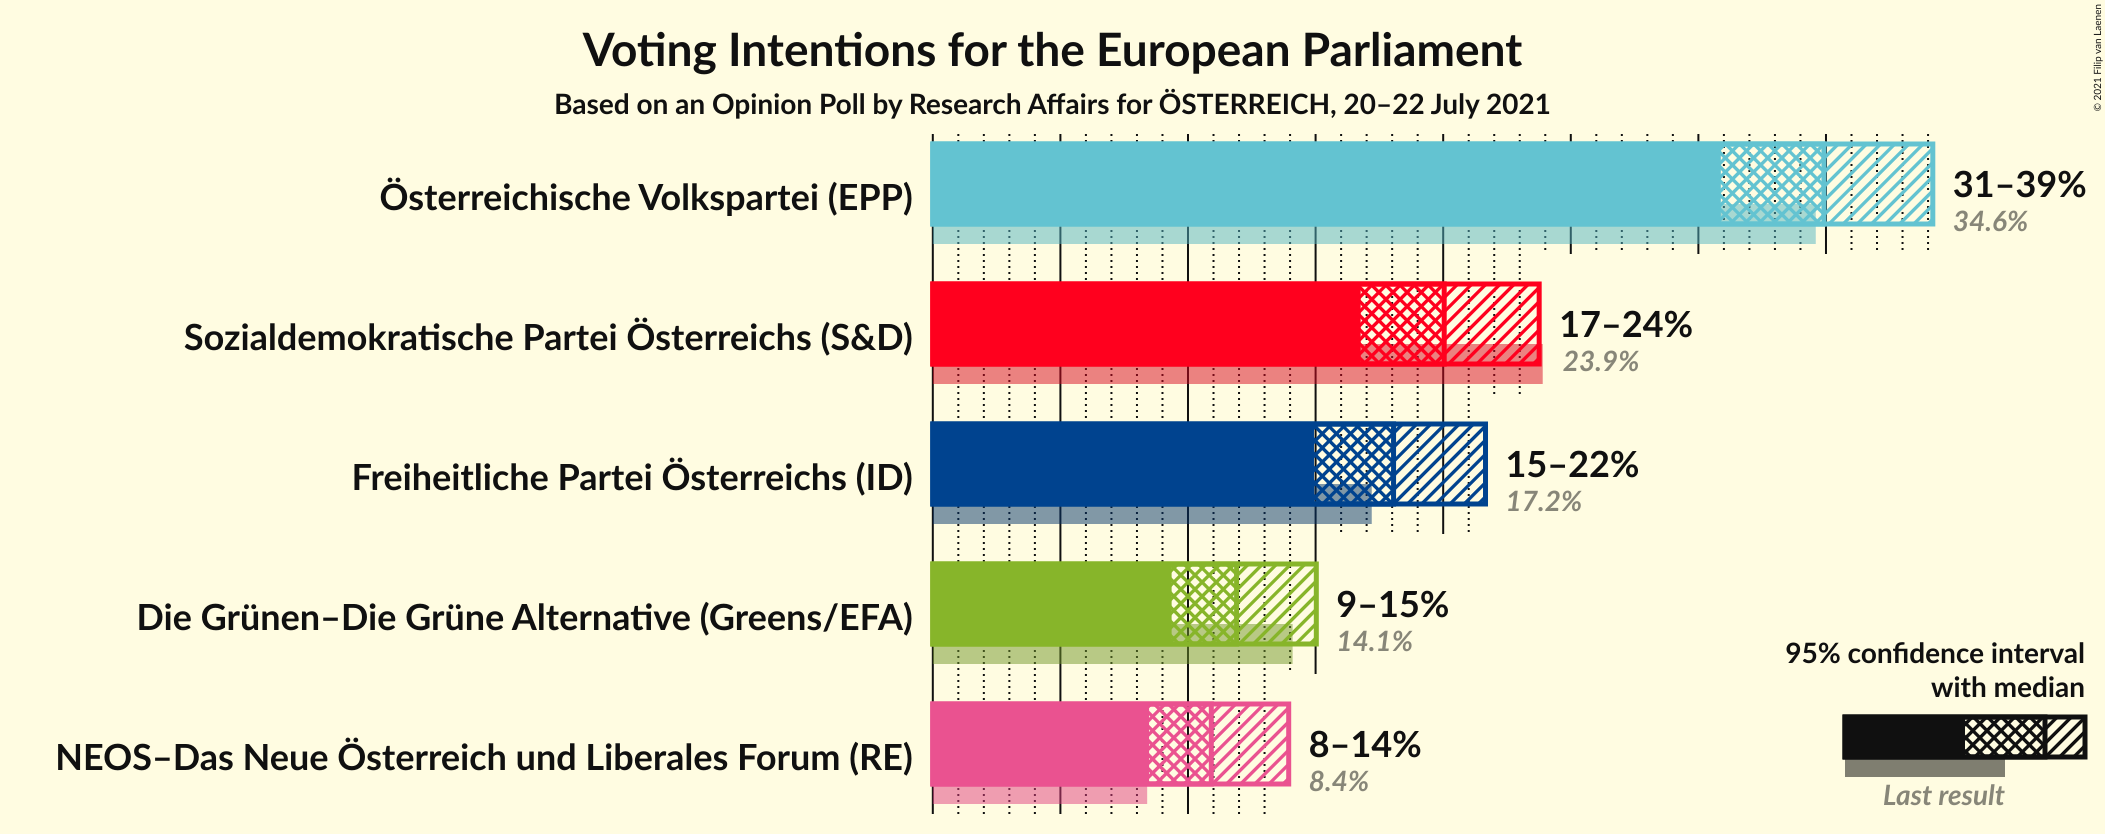 Voting Intentions for the European Parliament
Based on an Opinion Poll by Research Affairs for ÖSTERREICH, 20–22 July 2021
© 2021 Filip van Laenen
Österreichische Volkspartei (EPP)
31–39%
34.6%
Sozialdemokratische Partei Österreichs (S&D)
17–24%
23.9%
Freiheitliche Partei Österreichs (ID)
15–22%
17.2%
Die Grünen–Die Grüne Alternative (Greens/EFA)
9–15%
14.1%
NEOS–Das Neue Österreich und Liberales Forum (RE)
8–14%
8.4%
95% confidence interval
with median
Last result